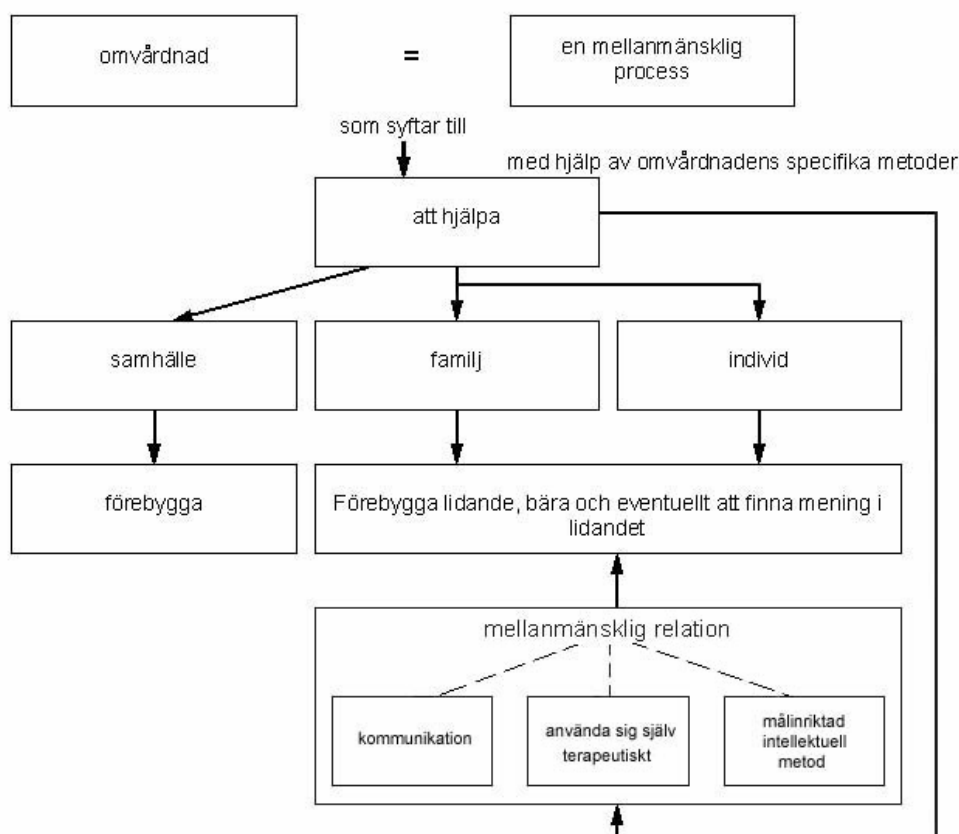 omvårdnad
=
en mellanmänsklig
process
som syftar till
med hjälp av omvårdnadens specifika metoder
att hjälpa
samhälle
familj
individ
förebygga
Förebygga lidande, bära och eventuellt att finna mening i
lidandet
mellanmänsklig relation
kommunikation
använda sig själv
terapeutiskt
målinriktad
intellektuell
metod